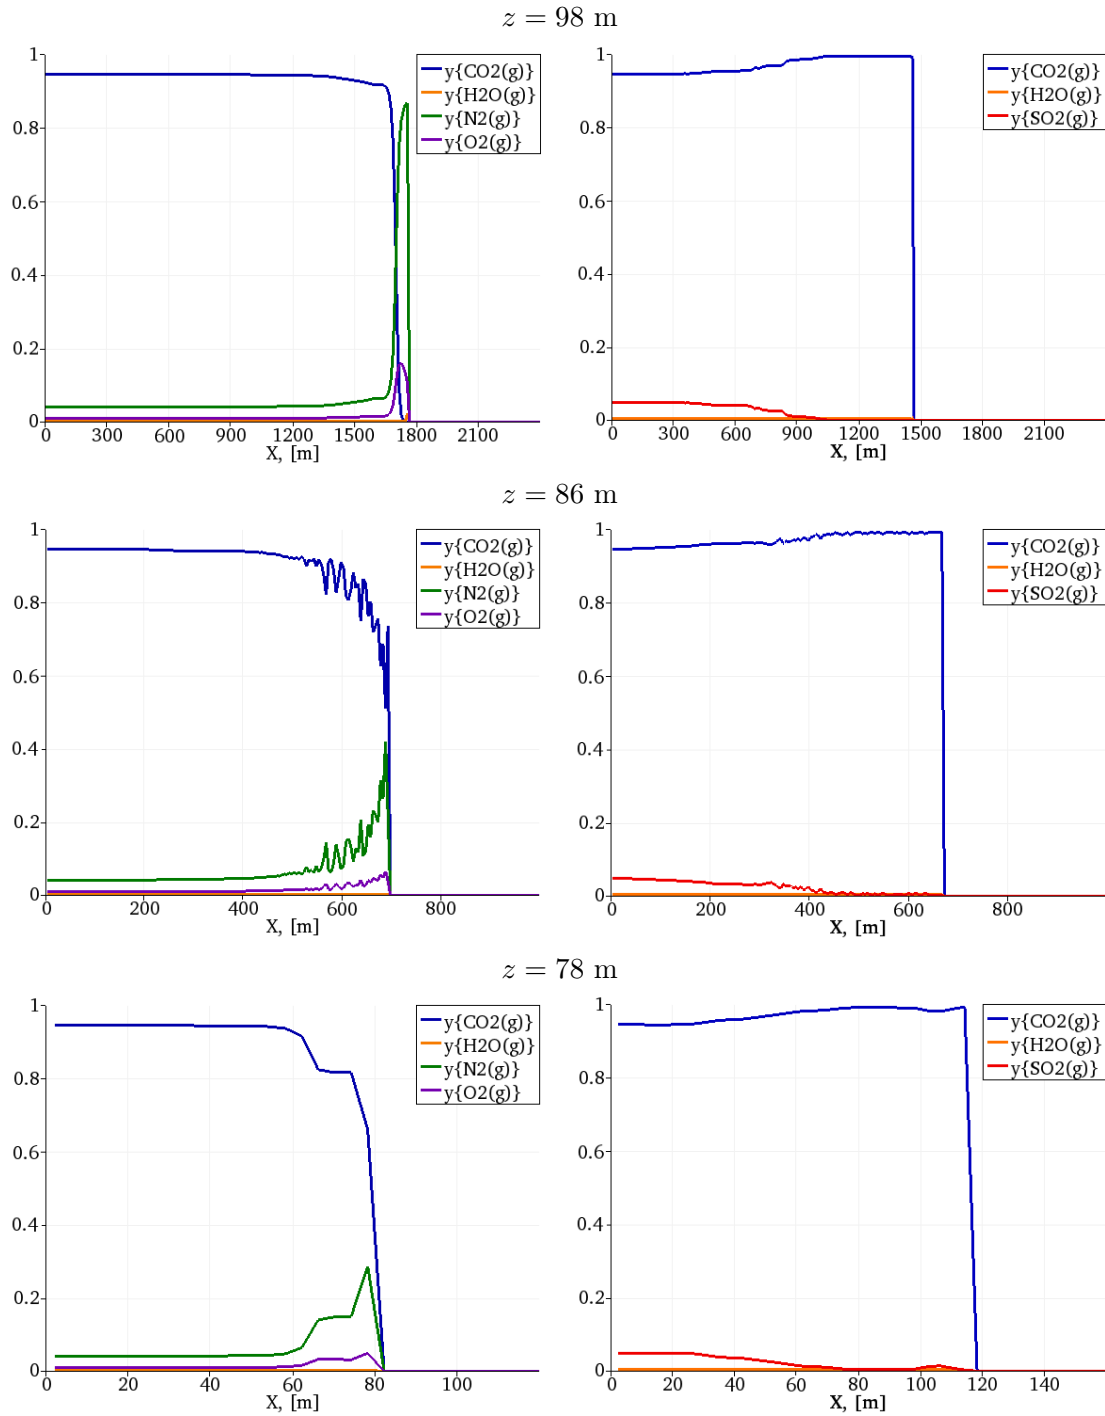 z = 98 m
1
0.8
0.6
0.4
0.2
0
0 300 600 900 1200 1500 1800 2100
X, [m]
y{CO2(g)}
y{H2O(g)}
y{N2(g)}
y{O2(g)}
1
0.8
0.6
0.4
0.2
0
0 300 600 900 1200 1500 1800 2100
X, [m]
y{CO2(g)}
y{H2O(g)}
y{SO2(g)}
z = 86 m
1
0.8
0.6
0.4
0.2
0
0 200 400 600 800
X, [m]
y{CO2(g)}
y{H2O(g)}
y{N2(g)}
y{O2(g)}
1
0.8
0.6
0.4
0.2
0
0 200 400 600 800
X, [m]
y{CO2(g)}
y{H2O(g)}
y{SO2(g)}
z = 78 m
1
0.8
0.6
0.4
0.2
0
0 20 40 60 80 100
X, [m]
y{CO2(g)}
y{H2O(g)}
y{N2(g)}
y{O2(g)}
1
0.8
0.6
0.4
0.2
0
0 20 40 60 80 100 120 140
X, [m]
y{CO2(g)}
y{H2O(g)}
y{SO2(g)}